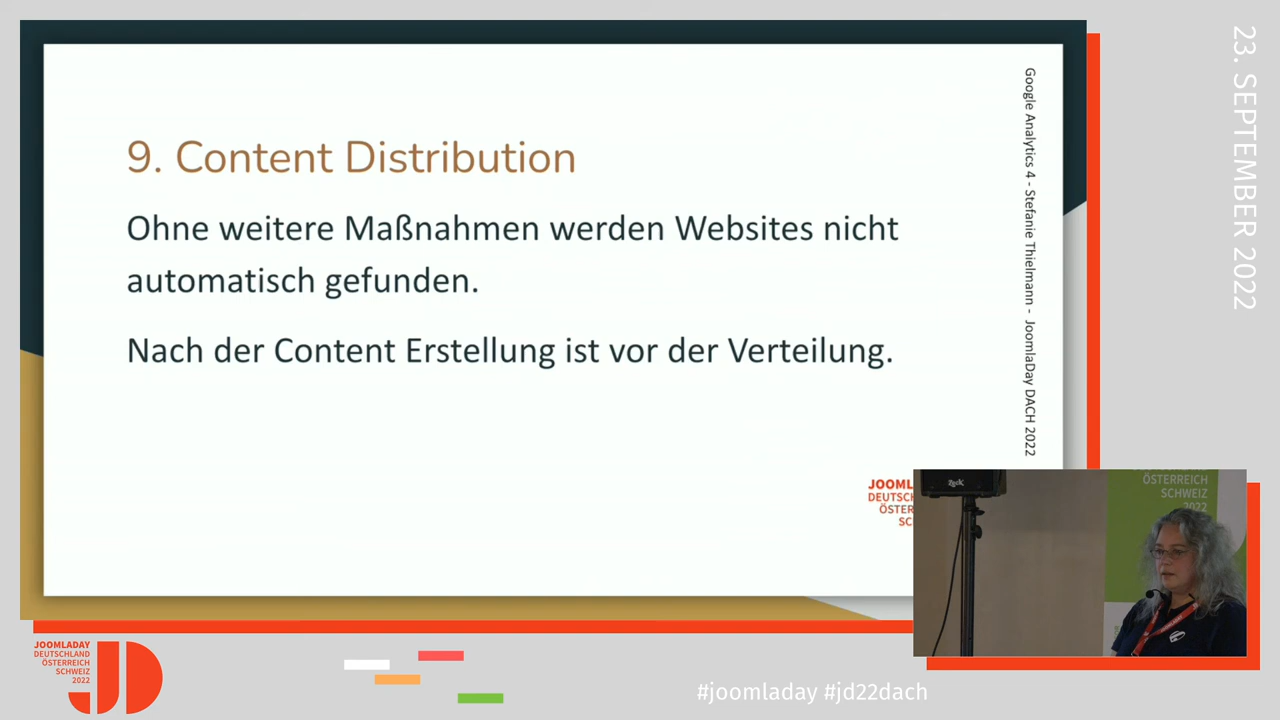 9. Content Distribution
Ohne weitere Maßnahmen werden Websites nicht
automatisch gefunden.
Nach der Content Erstellung ist vor der Verteilung.
Google Analytics 4 - Stefanie Thielmann - JoomlaDay DACH 2022
23. SEPTEMBER 2022
ÖSTERREICH
SCHWEIZ
2022
JOOMLADAY
DEUTSCHLAND
ÖSTERREICH
SCHWEIZ
2022
JD
#joomladay #jd22dach